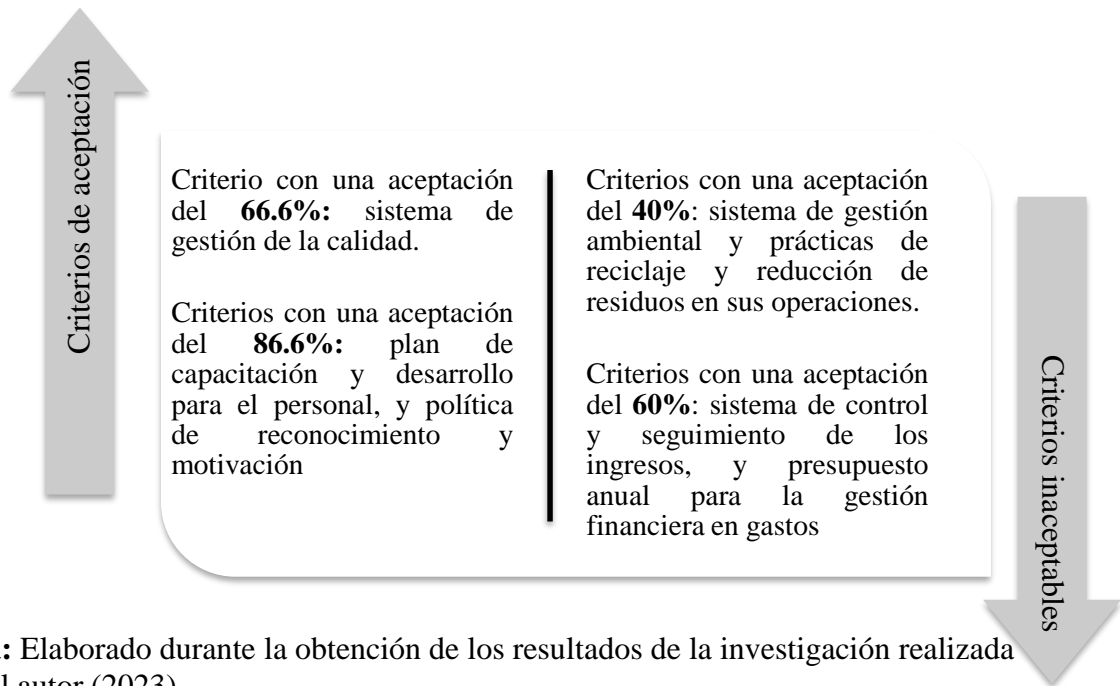 Criterios de aceptación
Criterio con una aceptación
del 66.6%: sistema de
gestión de la calidad.
Criterios con una aceptación
del 86.6%: plan de
capacitación y desarrollo
para el personal, y política
de reconocimiento y
motivación
Criterios con una aceptación
del 40%: sistema de gestión
ambiental y prácticas de
reciclaje y reducción de
residuos en sus operaciones.
Criterios con una aceptación
del 60%: sistema de control
y seguimiento de los
ingresos, y presupuesto
anual para la gestión
financiera en gastos
Criterios inaceptables
: Elaborado durante la obtención de los resultados de la investigación realizada
autor (2023)